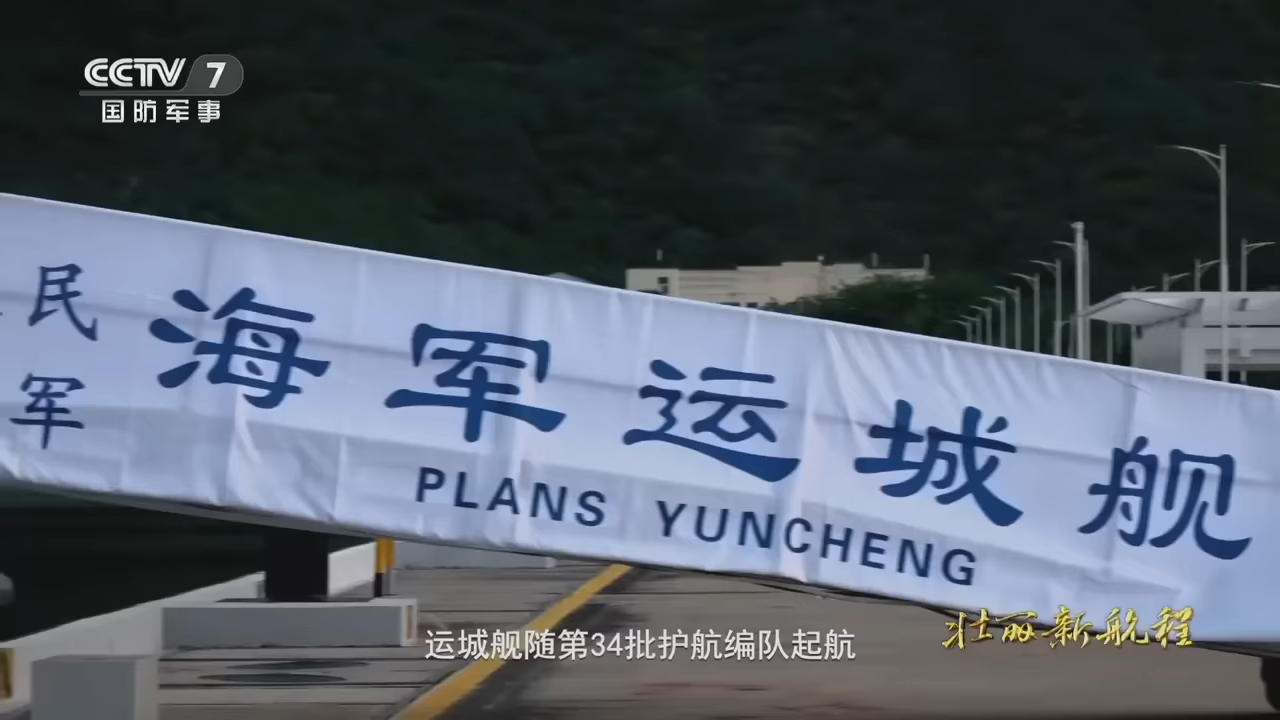 CCTV 7
国防军事
民军
海军运城舰
PLANS YUNCHENG
运城舰随第34批护航编队起航
壮丽新航程